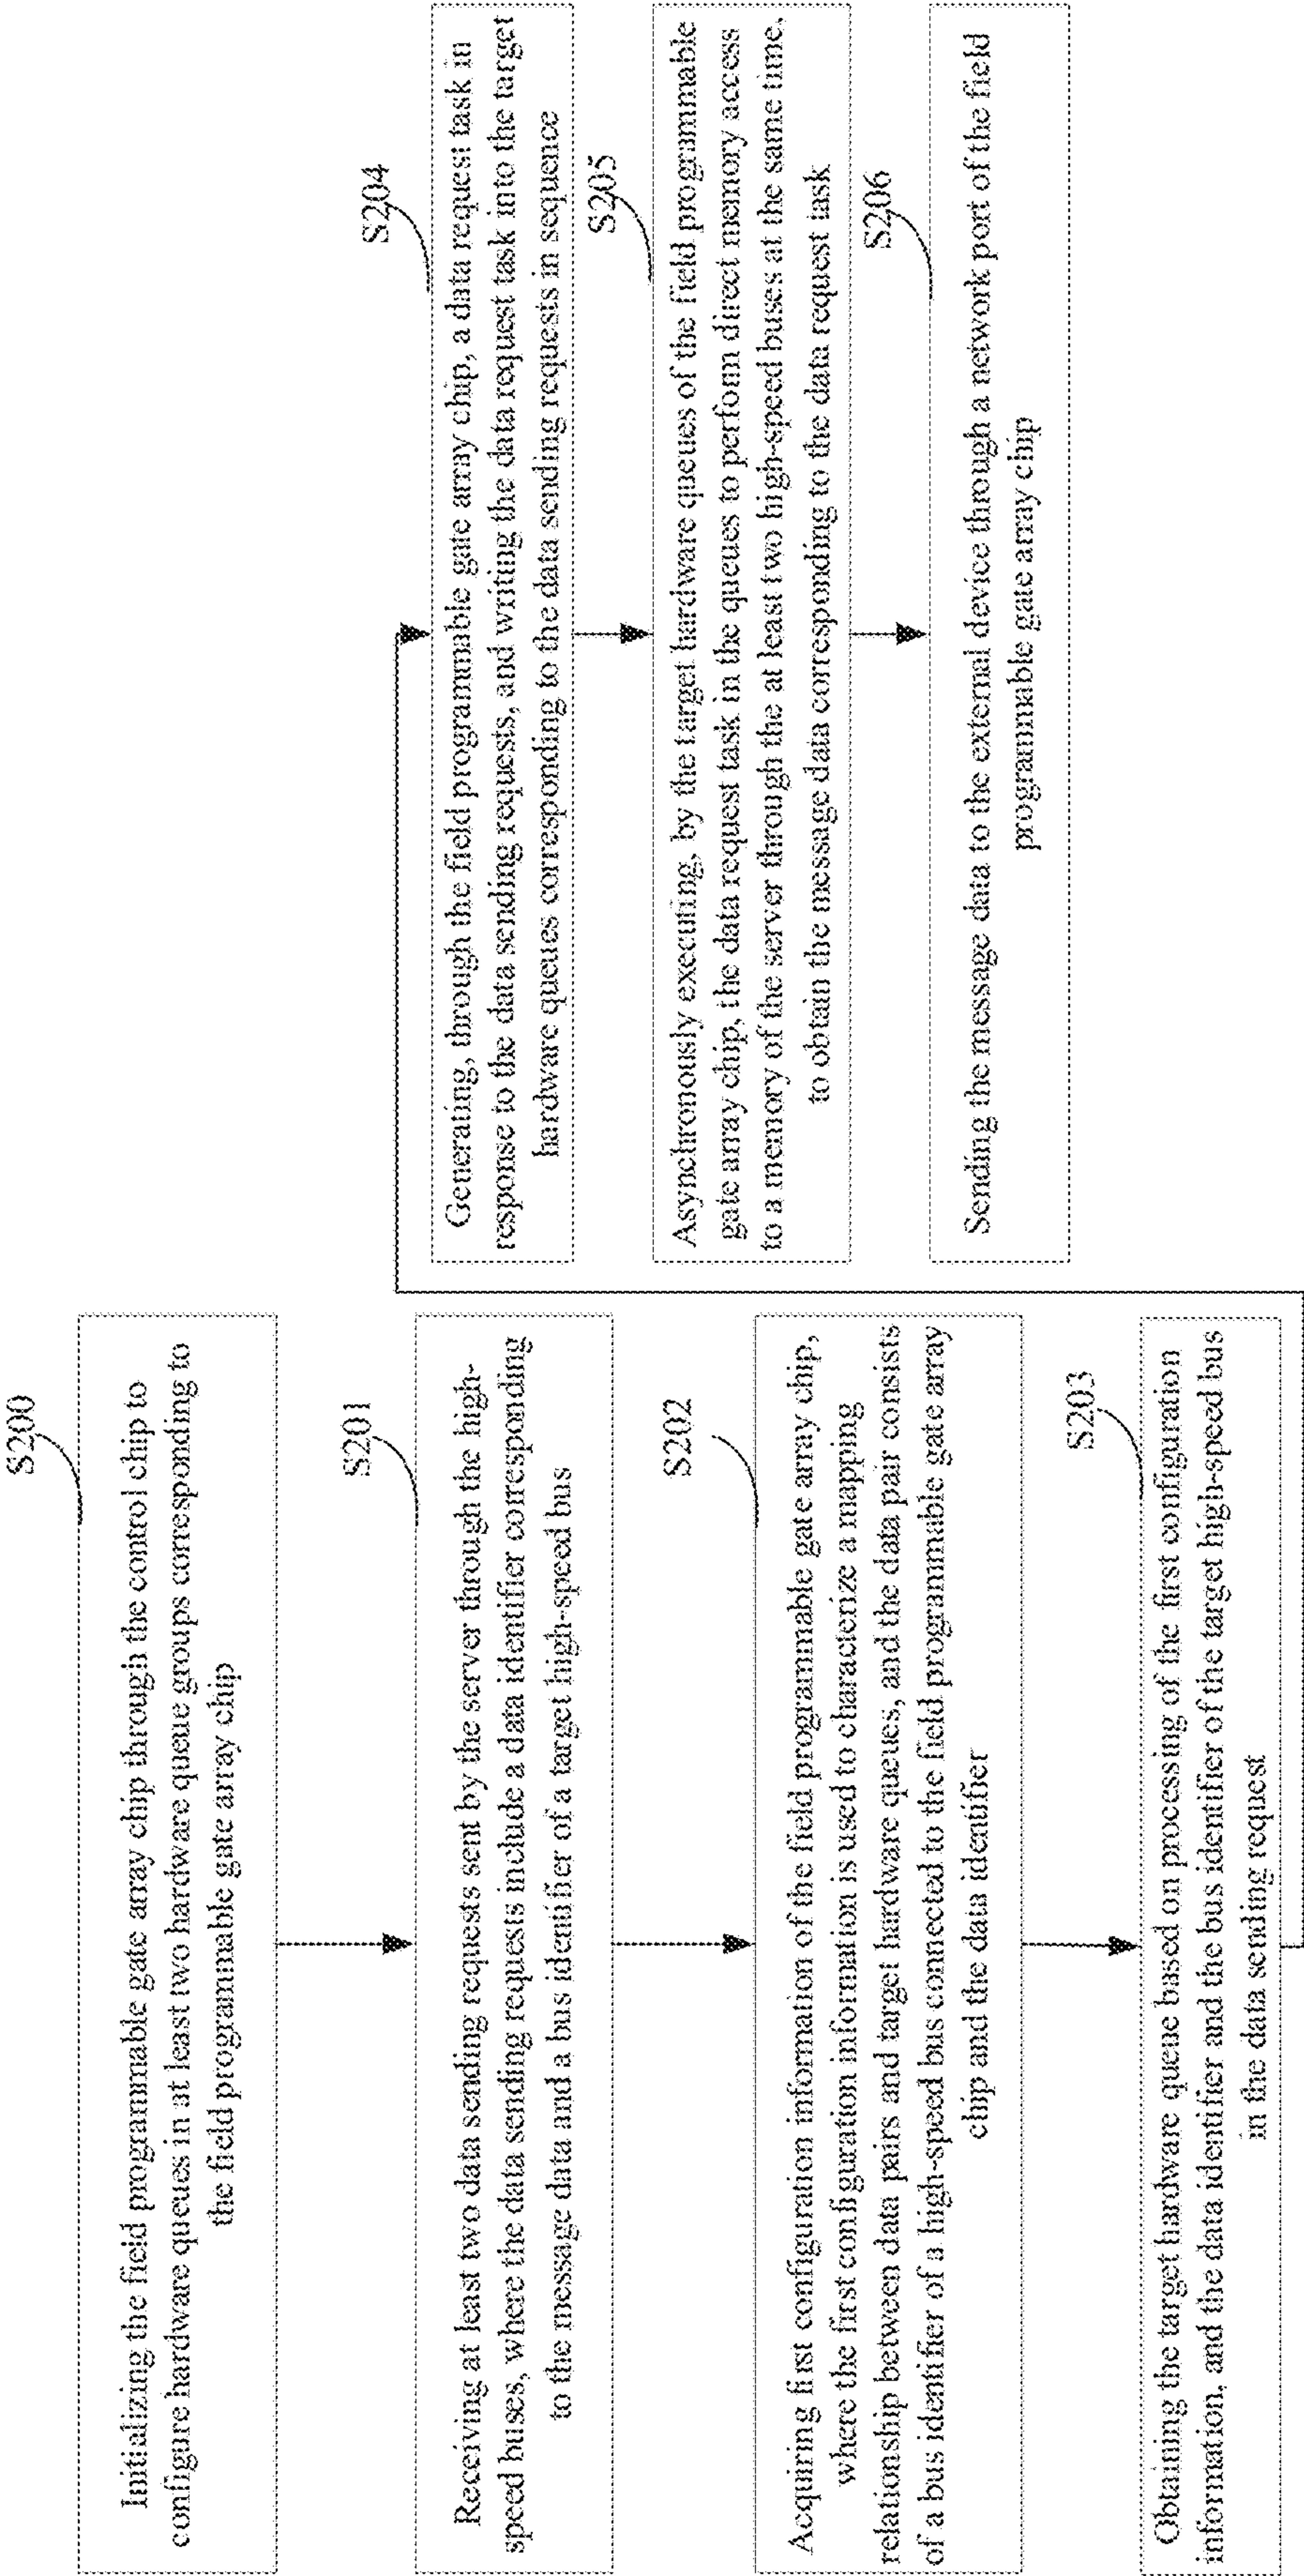 S200
Initializing the field programmable gate array chip through the control chip to
configure hardware queues in at least two hardware queue groups corresponding to
the field programmable gate array chip
S201
Receiving at least two data sending requests sent by the server through the high-
speed buses, where the data sending requests include a data identifier corresponding
to the message data and a bus identifier of a target high-speed bus
S202
Acquiring first configuration information of the field programmable gate array chip,
where the first configuration information is used to characterize a mapping
relationship between data pairs and target hardware queues, and the data pair consists
of a bus identifier of a high-speed bus connected to the field programmable gate array
chip and the data identifier
S203
Obtaining the target hardware queue based on processing of the first configuration
information, and the data identifier and the bus identifier of the target high-speed bus
in the data sending request
S204
Generating, through the field programmable gate array chip, a data request task in
response to the data sending requests, and writing the data request task into the target
hardware queues corresponding to the data sending requests in sequence
S205
Asynchronously executing, by the target hardware queues of the field programmable
gate array chip, the data request task in the queues to perform direct memory access
to a memory of the server through the at least two high-speed buses at the same time,
to obtain the message data corresponding to the data request task
S206
Sending the message data to the external device through a network port of the field
programmable gate array chip